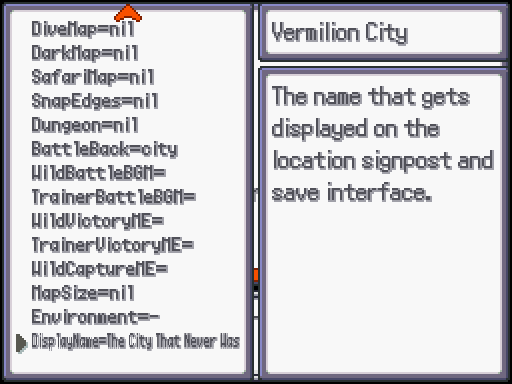 DiveMap=nil
DarkMap=nil
SafariMap=nil
SnapEdges=nil
Dungeon=nil
BattleBack=city
WildBattleBGM=
TrainerBattleBGM=
WildVictoryME=
TrainerVictoryME=
WildCaptureME=
MapSize=nil
Environment=-
DisplayName=The City That Never Was
Vermilion City
The name that gets
displayed on the
location signpost and
save interface.